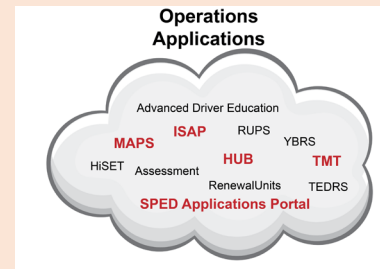 Operations
Applications
Advanced Driver Education
MAPS ISAP RUPS YBRS
HiSET Assessment HUB TMT
RenewalUnits TEDRS
SPED Applications Portal